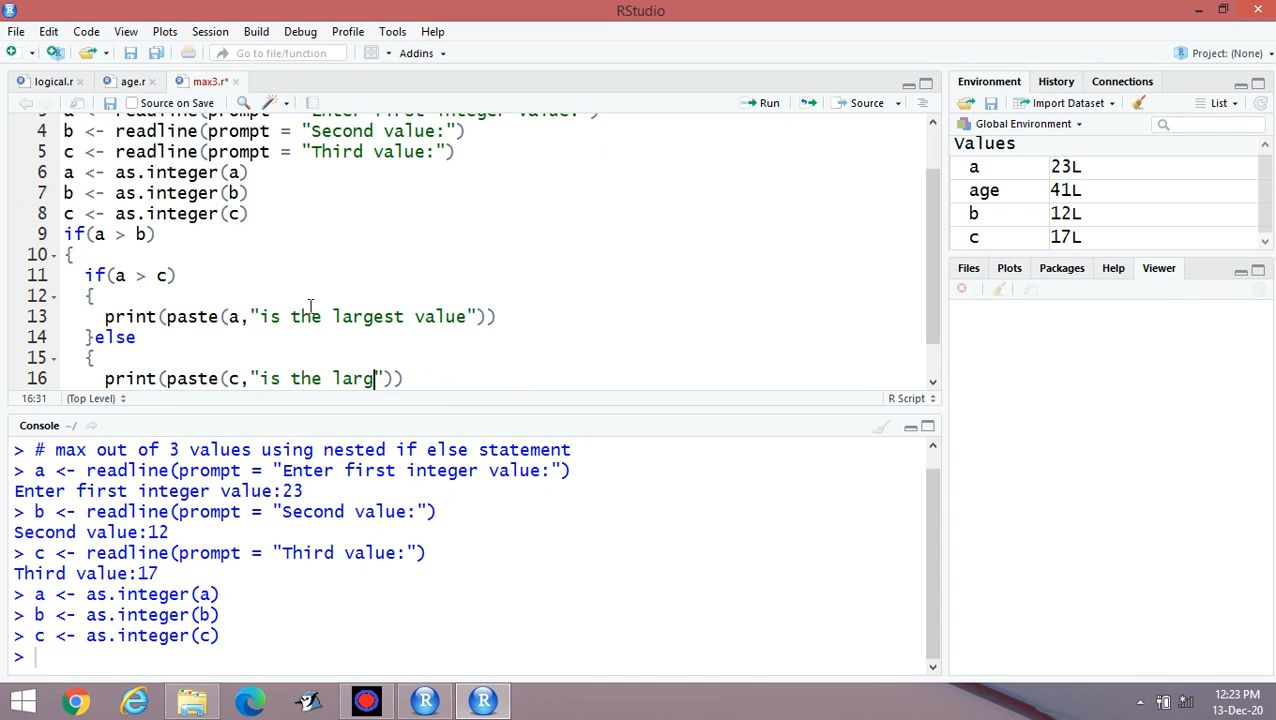 RStudio
File Edit Code View Plots Session Build Debug Profile Tools Help
Go to file/function Addins Project: (None)
logical.r age.r max3.r*
Source on Save Run Source
3 a <- readline(prompt = "Enter first integer value:")
4 b <- readline(prompt = "Second value:")
5 c <- readline(prompt = "Third value:")
6 a <- as.integer(a)
7 b <- as.integer(b)
8 c <- as.integer(c)
9 if(a > b)
10 {
11 if(a > c)
12 {
13 print(paste(a,"is the largest value"))
14 }else
15 {
16 print(paste(c,"is the larg"))
16:31 (Top Level) R Script
Console ~/
> # max out of 3 values using nested if else statement
> a <- readline(prompt = "Enter first integer value:")
Enter first integer value:23
> b <- readline(prompt = "Second value:")
Second value:12
> c <- readline(prompt = "Third value:")
Third value:17
> a <- as.integer(a)
> b <- as.integer(b)
> c <- as.integer(c)
>
Environment History Connections
Import Dataset List
Global Environment
Values
a 23L
age 41L
b 12L
c 17L
Files Plots Packages Help Viewer
12:23 PM
13-Dec-20